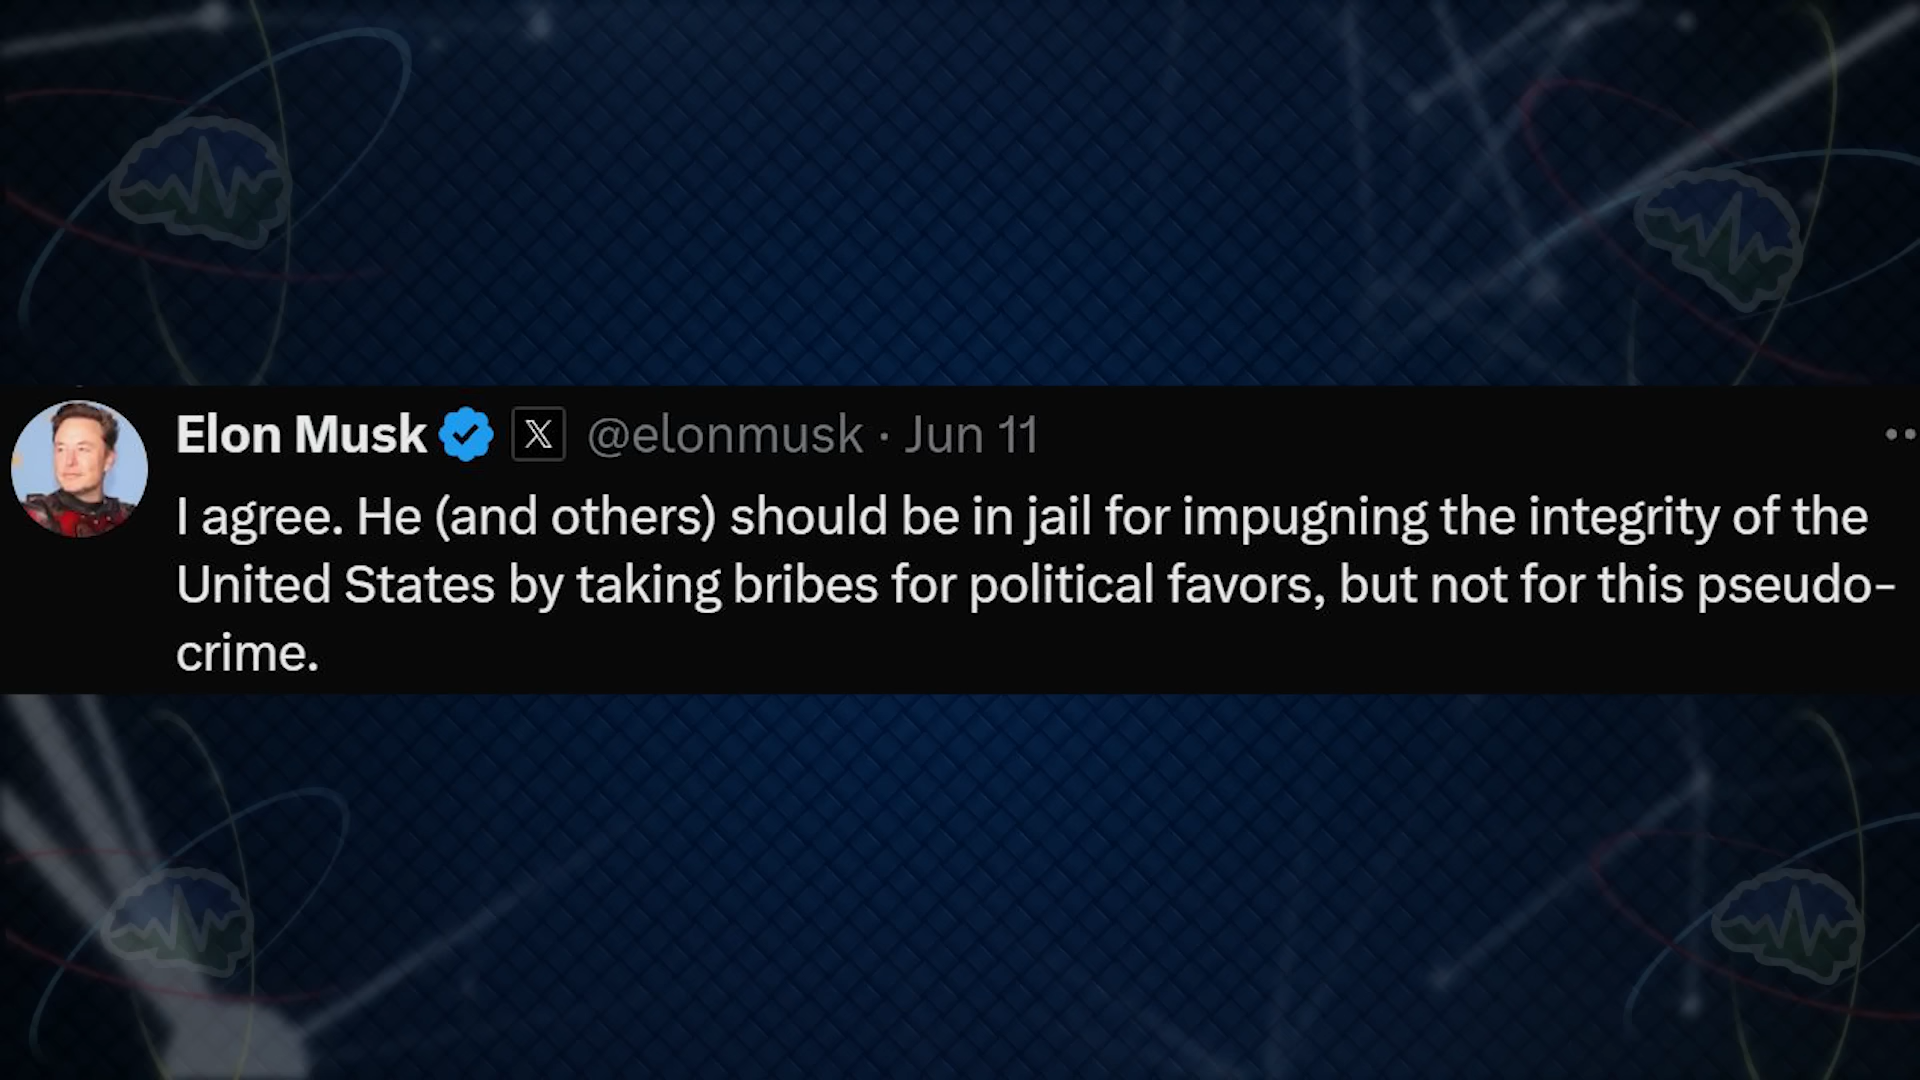 Elon Musk X @elonmusk · Jun 11
I agree. He (and others) should be in jail for impugning the integrity of the
United States by taking bribes for political favors, but not for this pseudo-
crime.